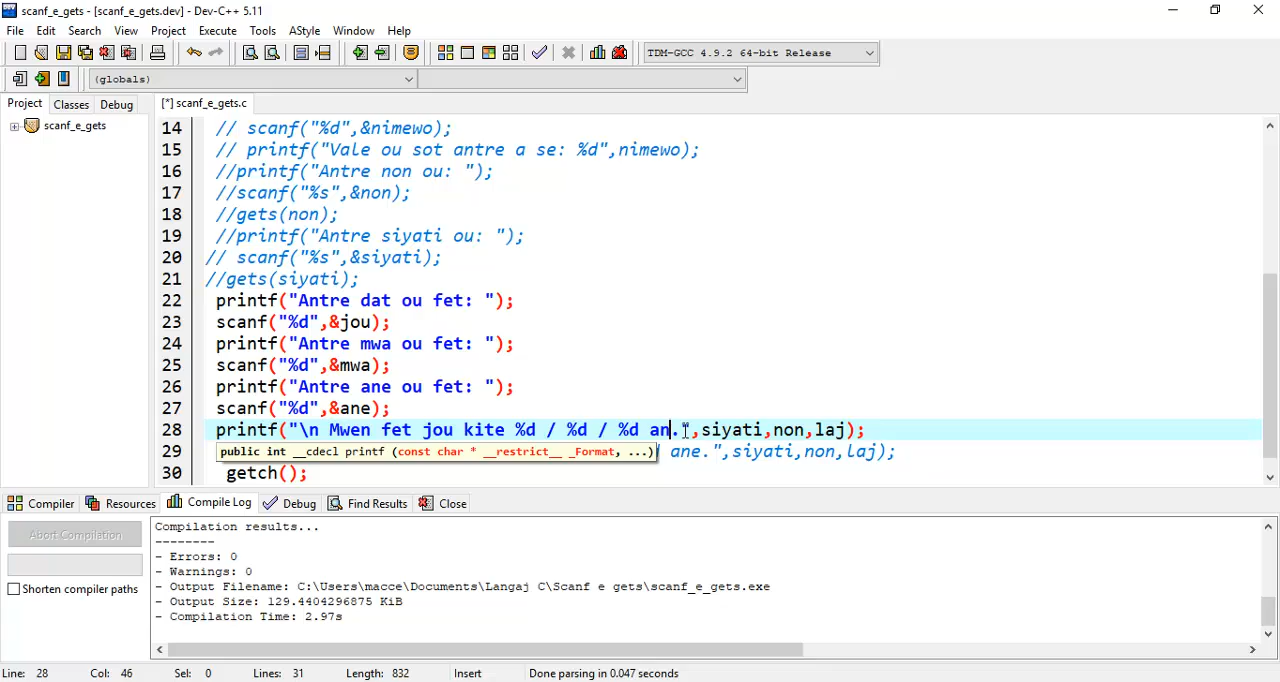 scanf_e_gets - [scanf_e_gets.dev] - Dev-C++ 5.11
File Edit Search View Project Execute Tools AStyle Window Help
TDM-GCC 4.9.2 64-bit Release
(globals)
Project Classes Debug [*] scanf_e_gets.c
scanf_e_gets
14 // scanf("%d",&nimewo);
15 // printf("Vale ou sot antre a se: %d",nimewo);
16 //printf("Antre non ou: ");
17 //scanf("%s",&non);
18 //gets(non);
19 //printf("Antre siyati ou: ");
20 // scanf("%s",&siyati);
21 //gets(siyati);
22 printf("Antre dat ou fet: ");
23 scanf("%d",&jou);
24 printf("Antre mwa ou fet: ");
25 scanf("%d",&mwa);
26 printf("Antre ane ou fet: ");
27 scanf("%d",&ane);
28 printf("\n Mwen fet jou kite %d / %d / %d an.",siyati,non,laj);
public int __cdecl printf (const char * __restrict__ _Format, ...)
29 ane.",siyati,non,laj);
30 getch();
Compiler Resources Compile Log Debug Find Results Close
Abort Compilation
Shorten compiler paths
Compilation results...
--------
- Errors: 0
- Warnings: 0
- Output Filename: C:\Users\macce\Documents\Langaj C\Scanf e gets\scanf_e_gets.exe
- Output Size: 129.4404296875 KiB
- Compilation Time: 2.97s
Line: 28 Col: 46 Sel: 0 Lines: 31 Length: 832 Insert Done parsing in 0.047 seconds